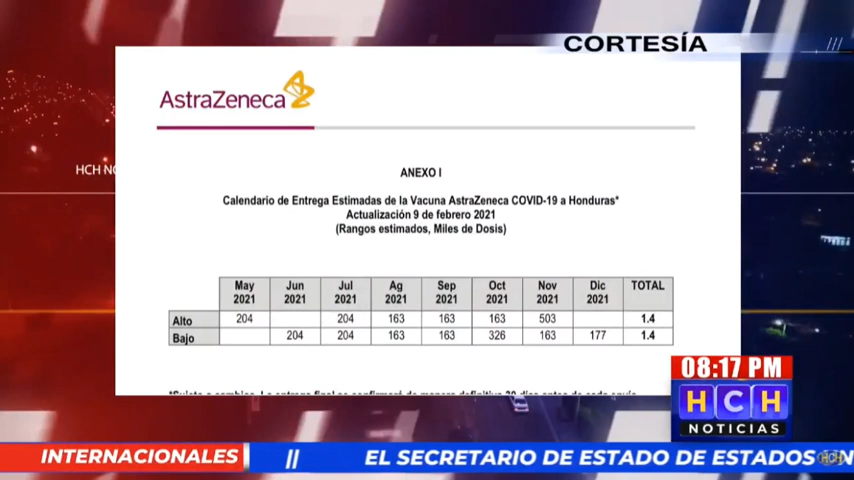 CORTESÍA
AstraZeneca
HCH NO
ANEXO I
Calendario de Entrega Estimadas de la Vacuna AstraZeneca COVID-19 a Honduras*
Actualización 9 de febrero 2021
(Rangos estimados, Miles de Dosis)
May 2021 Jun 2021 Jul 2021 Ag 2021 Sep 2021 Oct 2021 Nov 2021 Dic 2021 TOTAL
Alto 204 204 163 163 163 503 1.4
Bajo 204 204 163 163 326 163 177 1.4
08:17 PM
HCH
NOTICIAS
INTERNACIONALES // EL SECRETARIO DE ESTADO DE ESTADOS